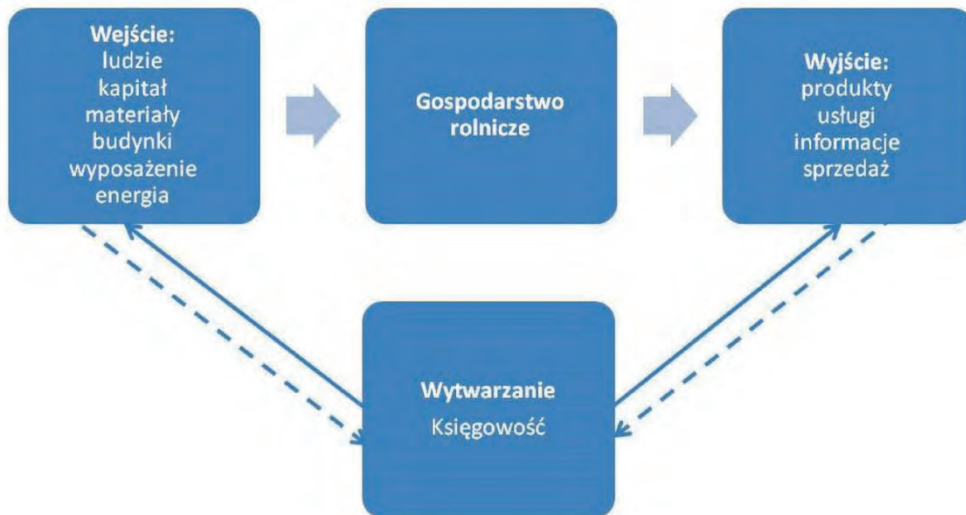 Wejście:
ludzie
kapitał
materiały
budynki
wyposażenie
energia
Gospodarstwo
rolnicze
Wyjście:
produkty
usługi
informacje
sprzedaż
Wytwarzanie
Księgowość